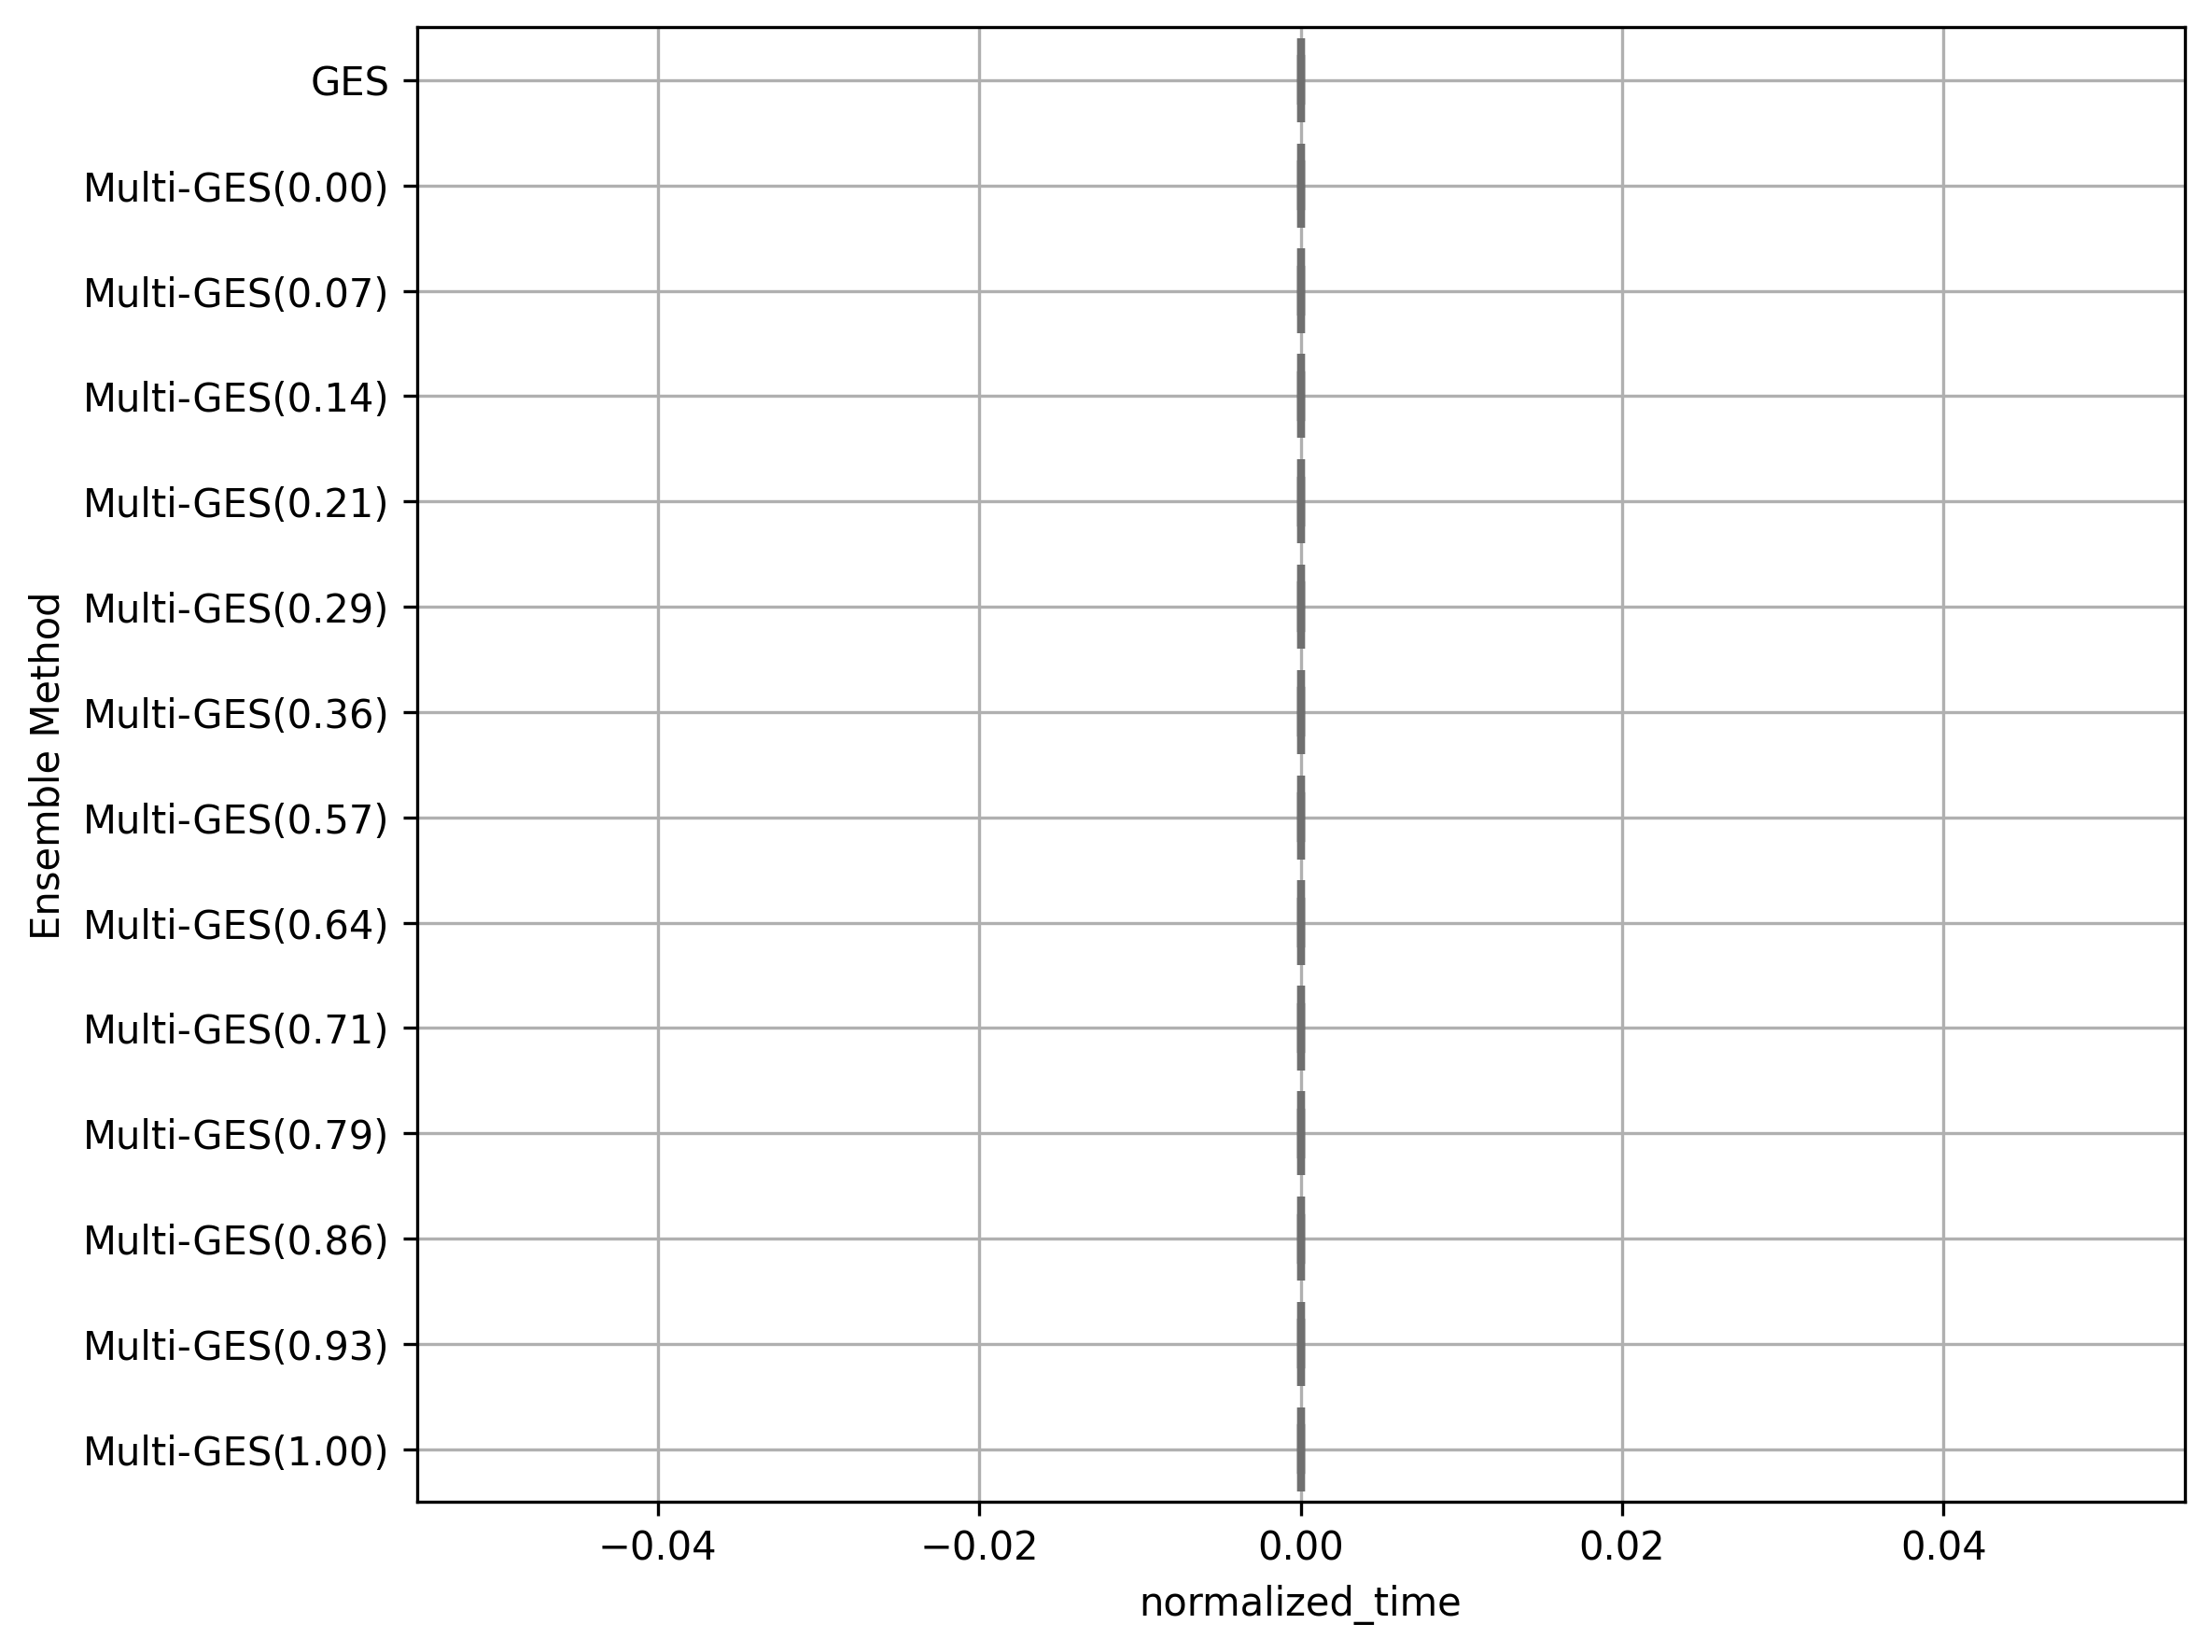 GES
Multi-GES(0.00)
Multi-GES(0.07)
Multi-GES(0.14)
Multi-GES(0.21)
Multi-GES(0.29)
Multi-GES(0.36)
Multi-GES(0.57)
Multi-GES(0.64)
Multi-GES(0.71)
Multi-GES(0.79)
Multi-GES(0.86)
Multi-GES(0.93)
Multi-GES(1.00)
Ensemble Method
−0.04 −0.02 0.00 0.02 0.04
normalized_time